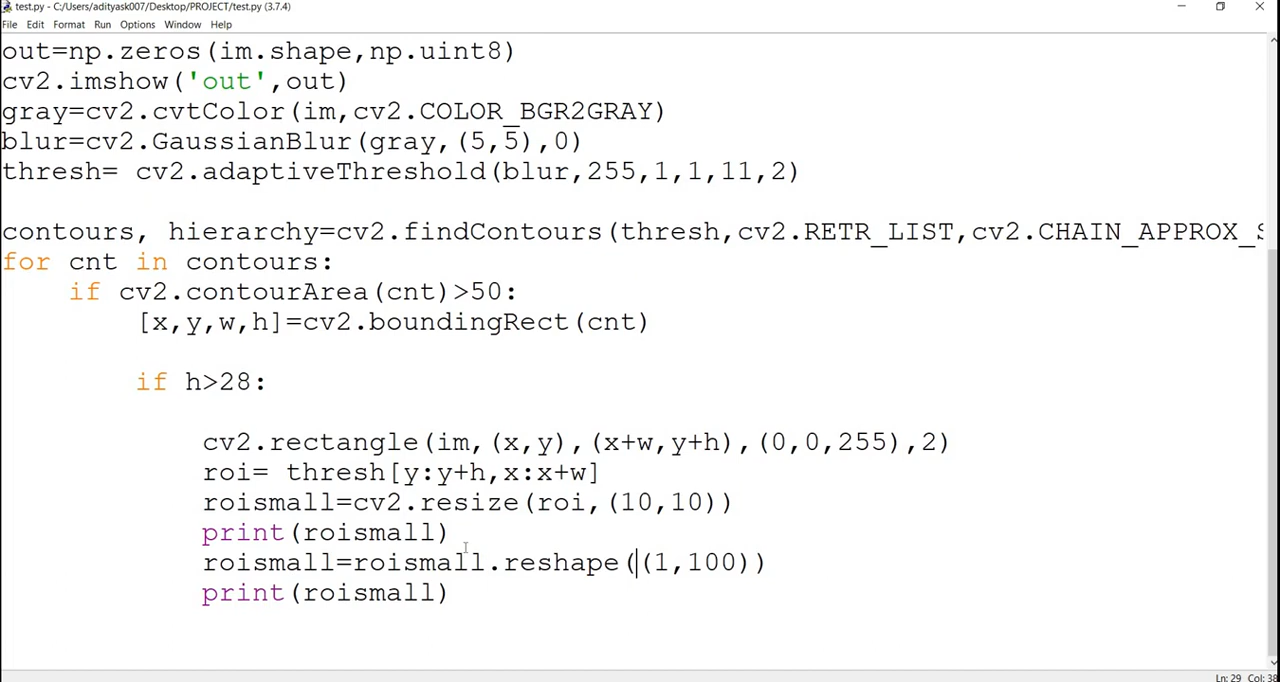 test.py - C:/Users/adityask007/Desktop/PROJECT/test.py (3.7.4)
File Edit Format Run Options Window Help
out=np.zeros(im.shape,np.uint8)
cv2.imshow('out',out)
gray=cv2.cvtColor(im,cv2.COLOR_BGR2GRAY)
blur=cv2.GaussianBlur(gray,(5,5),0)
thresh= cv2.adaptiveThreshold(blur,255,1,1,11,2)
contours, hierarchy=cv2.findContours(thresh,cv2.RETR_LIST,cv2.CHAIN_APPROX_S
for cnt in contours:
    if cv2.contourArea(cnt)>50:
        [x,y,w,h]=cv2.boundingRect(cnt)
        if h>28:
            cv2.rectangle(im,(x,y),(x+w,y+h),(0,0,255),2)
            roi= thresh[y:y+h,x:x+w]
            roismall=cv2.resize(roi,(10,10))
            print(roismall)
            roismall=roismall.reshape((1,100))
            print(roismall)
Ln: 29 Col: 38